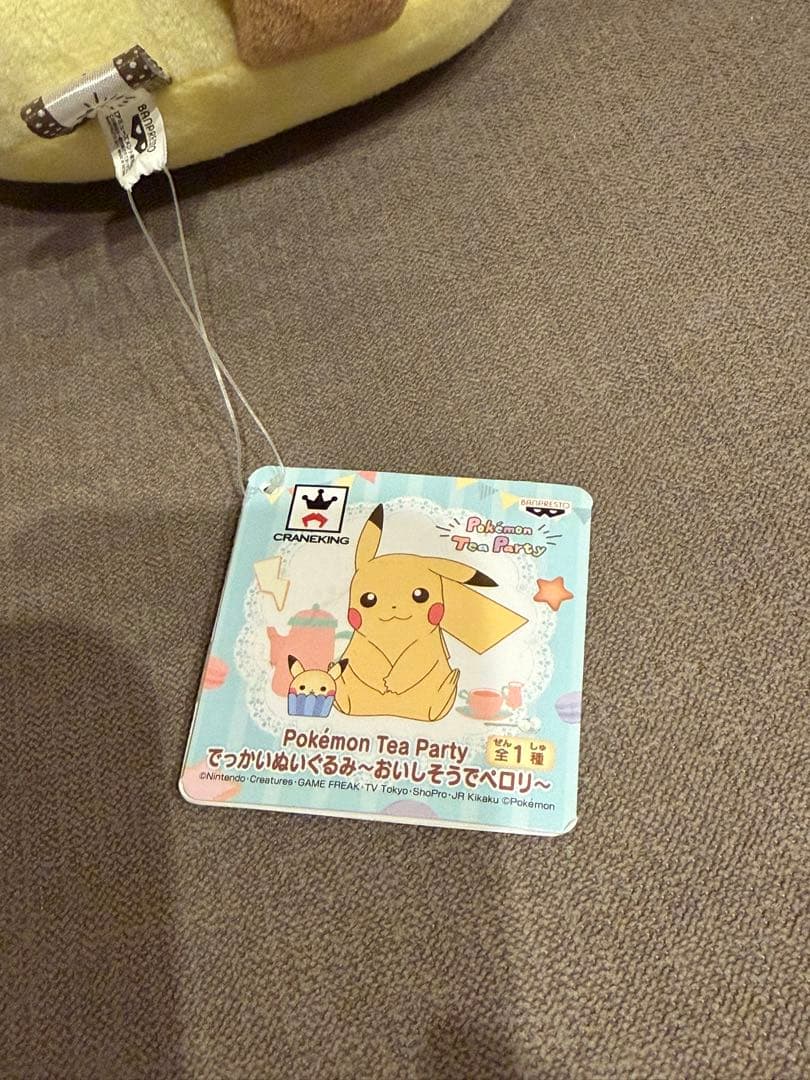 BANPRESTO
CRANEKING
BANPRESTO
Pokémon
Tea Party
Pokémon Tea Party
でっかいぬいぐるみ～おいしそうでペロリ～
ぜん しゅ
全1種
©Nintendo・Creatures・GAME FREAK・TV Tokyo・ShoPro・JR Kikaku ©Pokémon